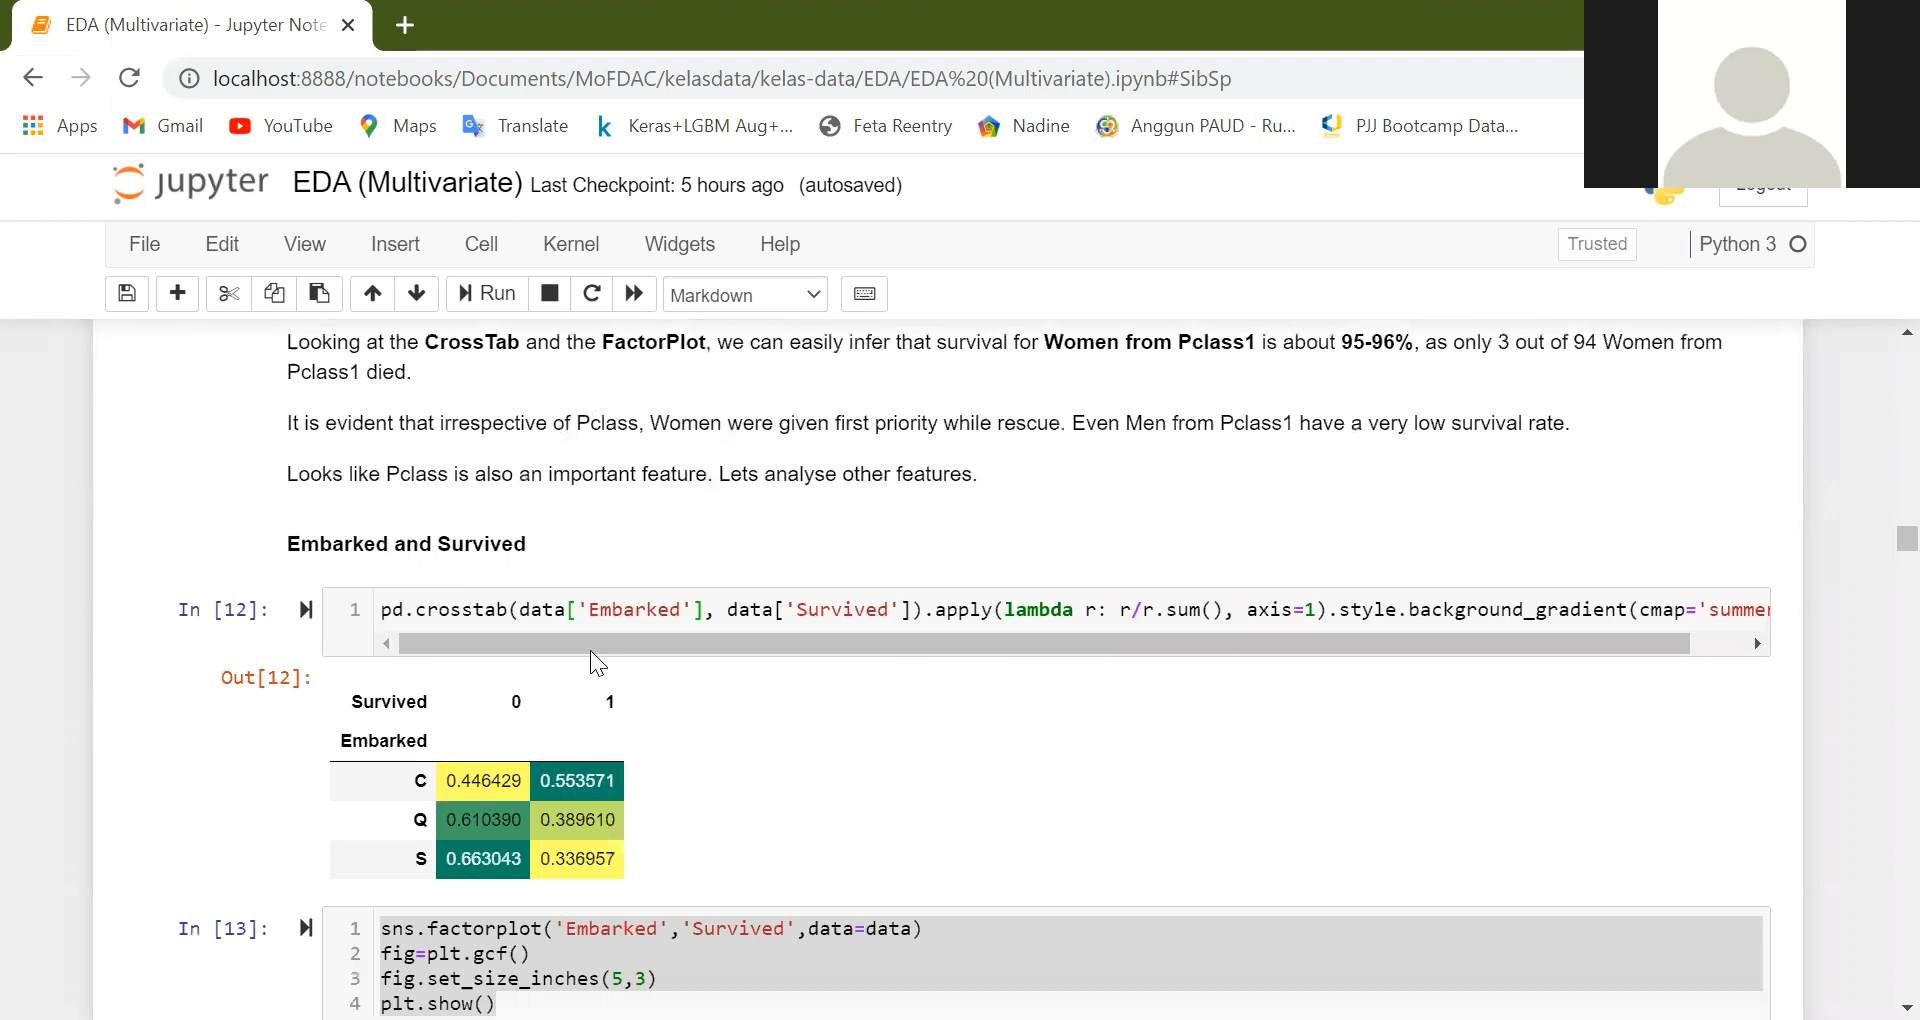 EDA (Multivariate) - Jupyter Note
localhost:8888/notebooks/Documents/MoFDAC/kelasdata/kelas-data/EDA/EDA%20(Multivariate).ipynb#SibSp
Apps Gmail YouTube Maps Translate Keras+LGBM Aug+... Feta Reentry Nadine Anggun PAUD - Ru... PJJ Bootcamp Data...
jupyter EDA (Multivariate) Last Checkpoint: 5 hours ago (autosaved) Logout
File Edit View Insert Cell Kernel Widgets Help Trusted Python 3
Run Markdown
Looking at the CrossTab and the FactorPlot, we can easily infer that survival for Women from Pclass1 is about 95-96%, as only 3 out of 94 Women from
Pclass1 died.
It is evident that irrespective of Pclass, Women were given first priority while rescue. Even Men from Pclass1 have a very low survival rate.
Looks like Pclass is also an important feature. Lets analyse other features.
Embarked and Survived
In [12]: 1 pd.crosstab(data['Embarked'], data['Survived']).apply(lambda r: r/r.sum(), axis=1).style.background_gradient(cmap='summer
Out[12]:
Survived 0 1
Embarked
C 0.446429 0.553571
Q 0.610390 0.389610
S 0.663043 0.336957
In [13]: 1 sns.factorplot('Embarked','Survived',data=data)
2 fig=plt.gcf()
3 fig.set_size_inches(5,3)
4 plt.show()